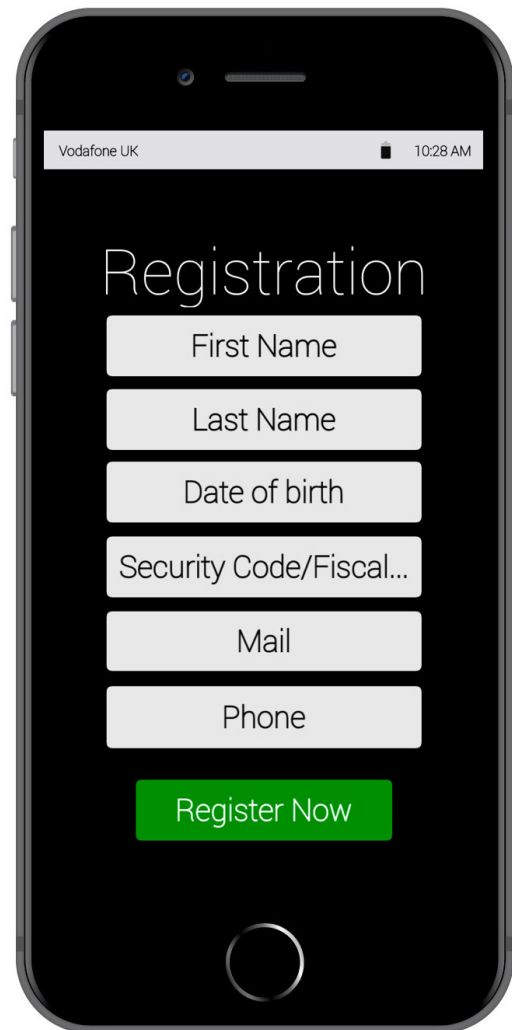 Vodafone UK 10:28 AM
Registration
First Name
Last Name
Date of birth
Security Code/Fiscal...
Mail
Phone
Register Now